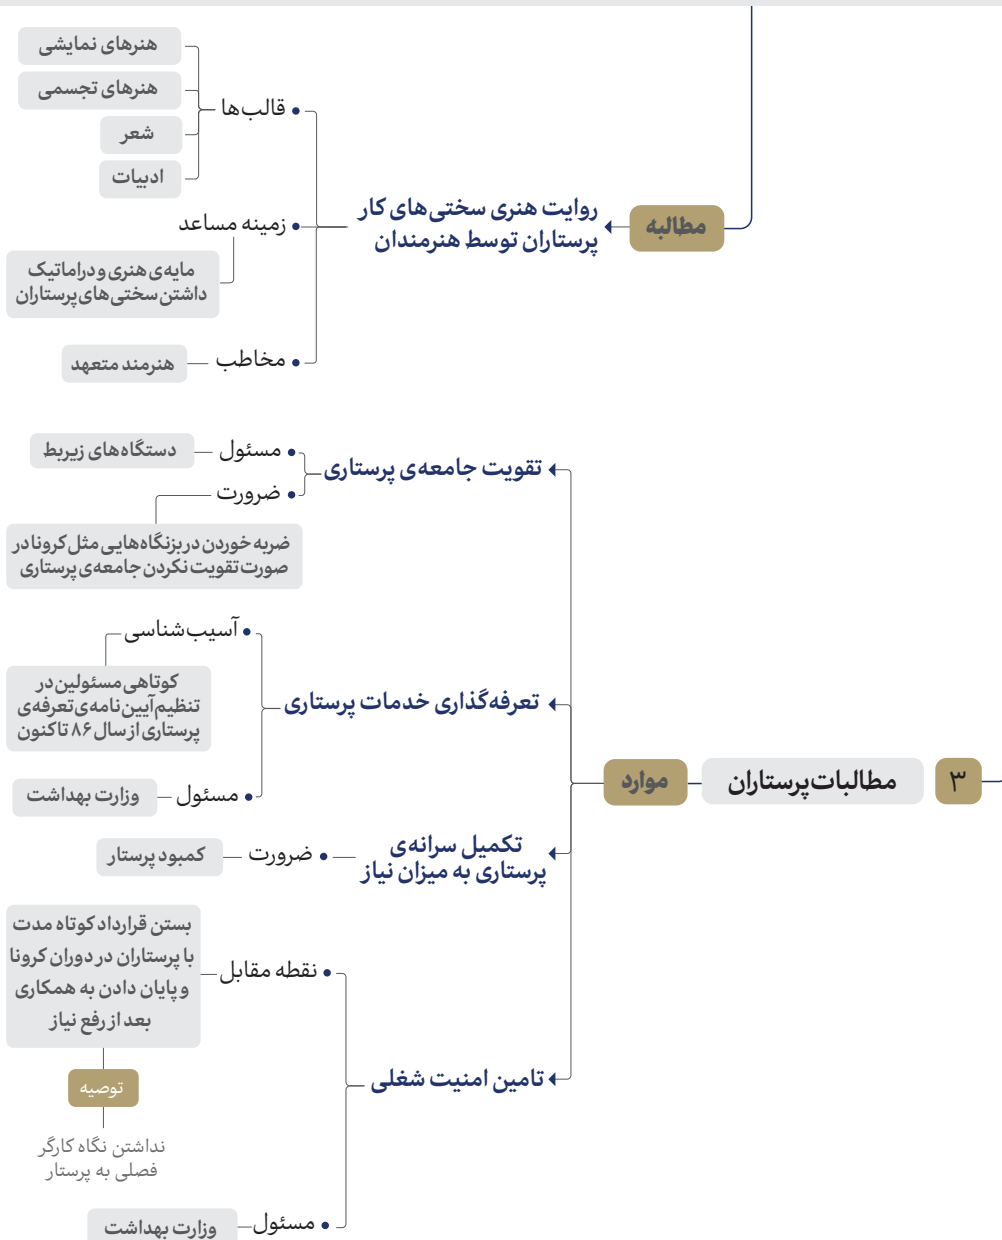 مطالبه
روایت هنری سختی‌های کار
پرستاران توسط هنرمندان
قالب‌ها
هنرهای نمایشی
هنرهای تجسمی
شعر
ادبیات
زمینه مساعد
مایه‌ی هنری و دراماتیک
داشتن سختی‌های پرستاران
مخاطب
هنرمند متعهد
۳
مطالبات پرستاران
موارد
تقویت جامعه‌ی پرستاری
مسئول
دستگاه‌های زیربط
ضرورت
ضربه خوردن در بزنگاه‌هایی مثل کرونا در
صورت تقویت نکردن جامعه‌ی پرستاری
تعرفه‌گذاری خدمات پرستاری
آسیب‌شناسی
کوتاهی مسئولین در
تنظیم آیین‌نامه‌ی تعرفه‌ی
پرستاری از سال ۸۶ تاکنون
مسئول
وزارت بهداشت
تکمیل سرانه‌ی
پرستاری به میزان نیاز
ضرورت
کمبود پرستار
تامین امنیت شغلی
نقطه مقابل
بستن قرارداد کوتاه مدت
با پرستاران در دوران کرونا
و پایان دادن به همکاری
بعد از رفع نیاز
توصیه
نداشتن نگاه کارگر
فصلی به پرستار
مسئول
وزارت بهداشت